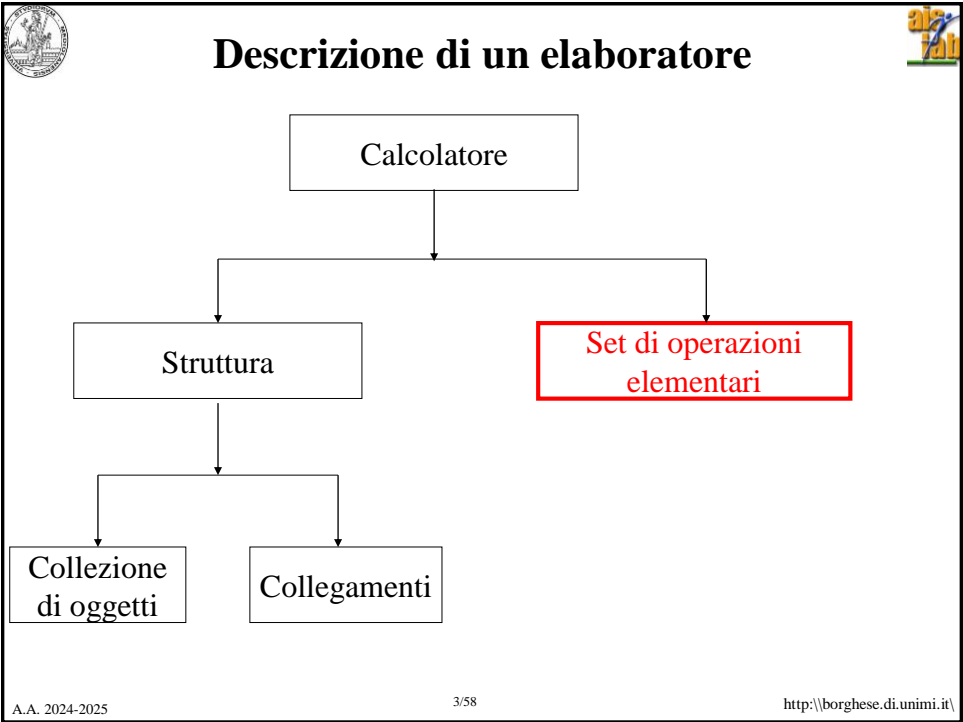 Descrizione di un elaboratore
Calcolatore
Struttura
Set di operazioni
elementari
Collezione
di oggetti
Collegamenti
A.A. 2024-2025
3/58
http:\\borghese.di.unimi.it\